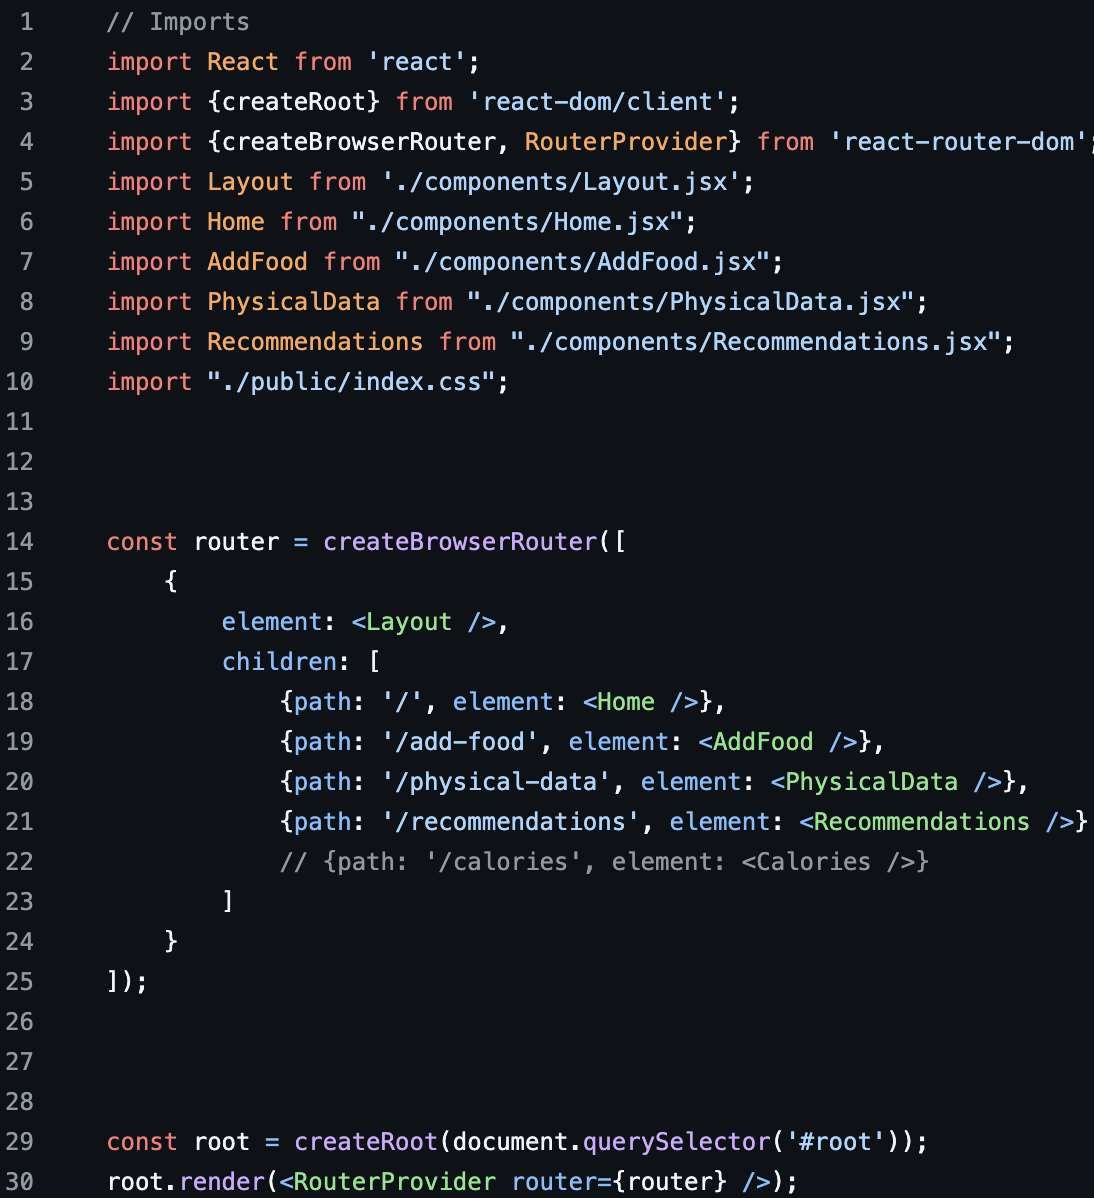 1 // Imports
2 import React from 'react';
3 import {createRoot} from 'react-dom/client';
4 import {createBrowserRouter, RouterProvider} from 'react-router-dom';
5 import Layout from './components/Layout.jsx';
6 import Home from "./components/Home.jsx";
7 import AddFood from "./components/AddFood.jsx";
8 import PhysicalData from "./components/PhysicalData.jsx";
9 import Recommendations from "./components/Recommendations.jsx";
10 import "./public/index.css";
11
12
13
14 const router = createBrowserRouter([
15     {
16         element: <Layout />,
17         children: [
18             {path: '/', element: <Home />},
19             {path: '/add-food', element: <AddFood />},
20             {path: '/physical-data', element: <PhysicalData />},
21             {path: '/recommendations', element: <Recommendations />}
22             // {path: '/calories', element: <Calories />}
23         ]
24     }
25 ]);
26
27
28
29 const root = createRoot(document.querySelector('#root'));
30 root.render(<RouterProvider router={router} />);